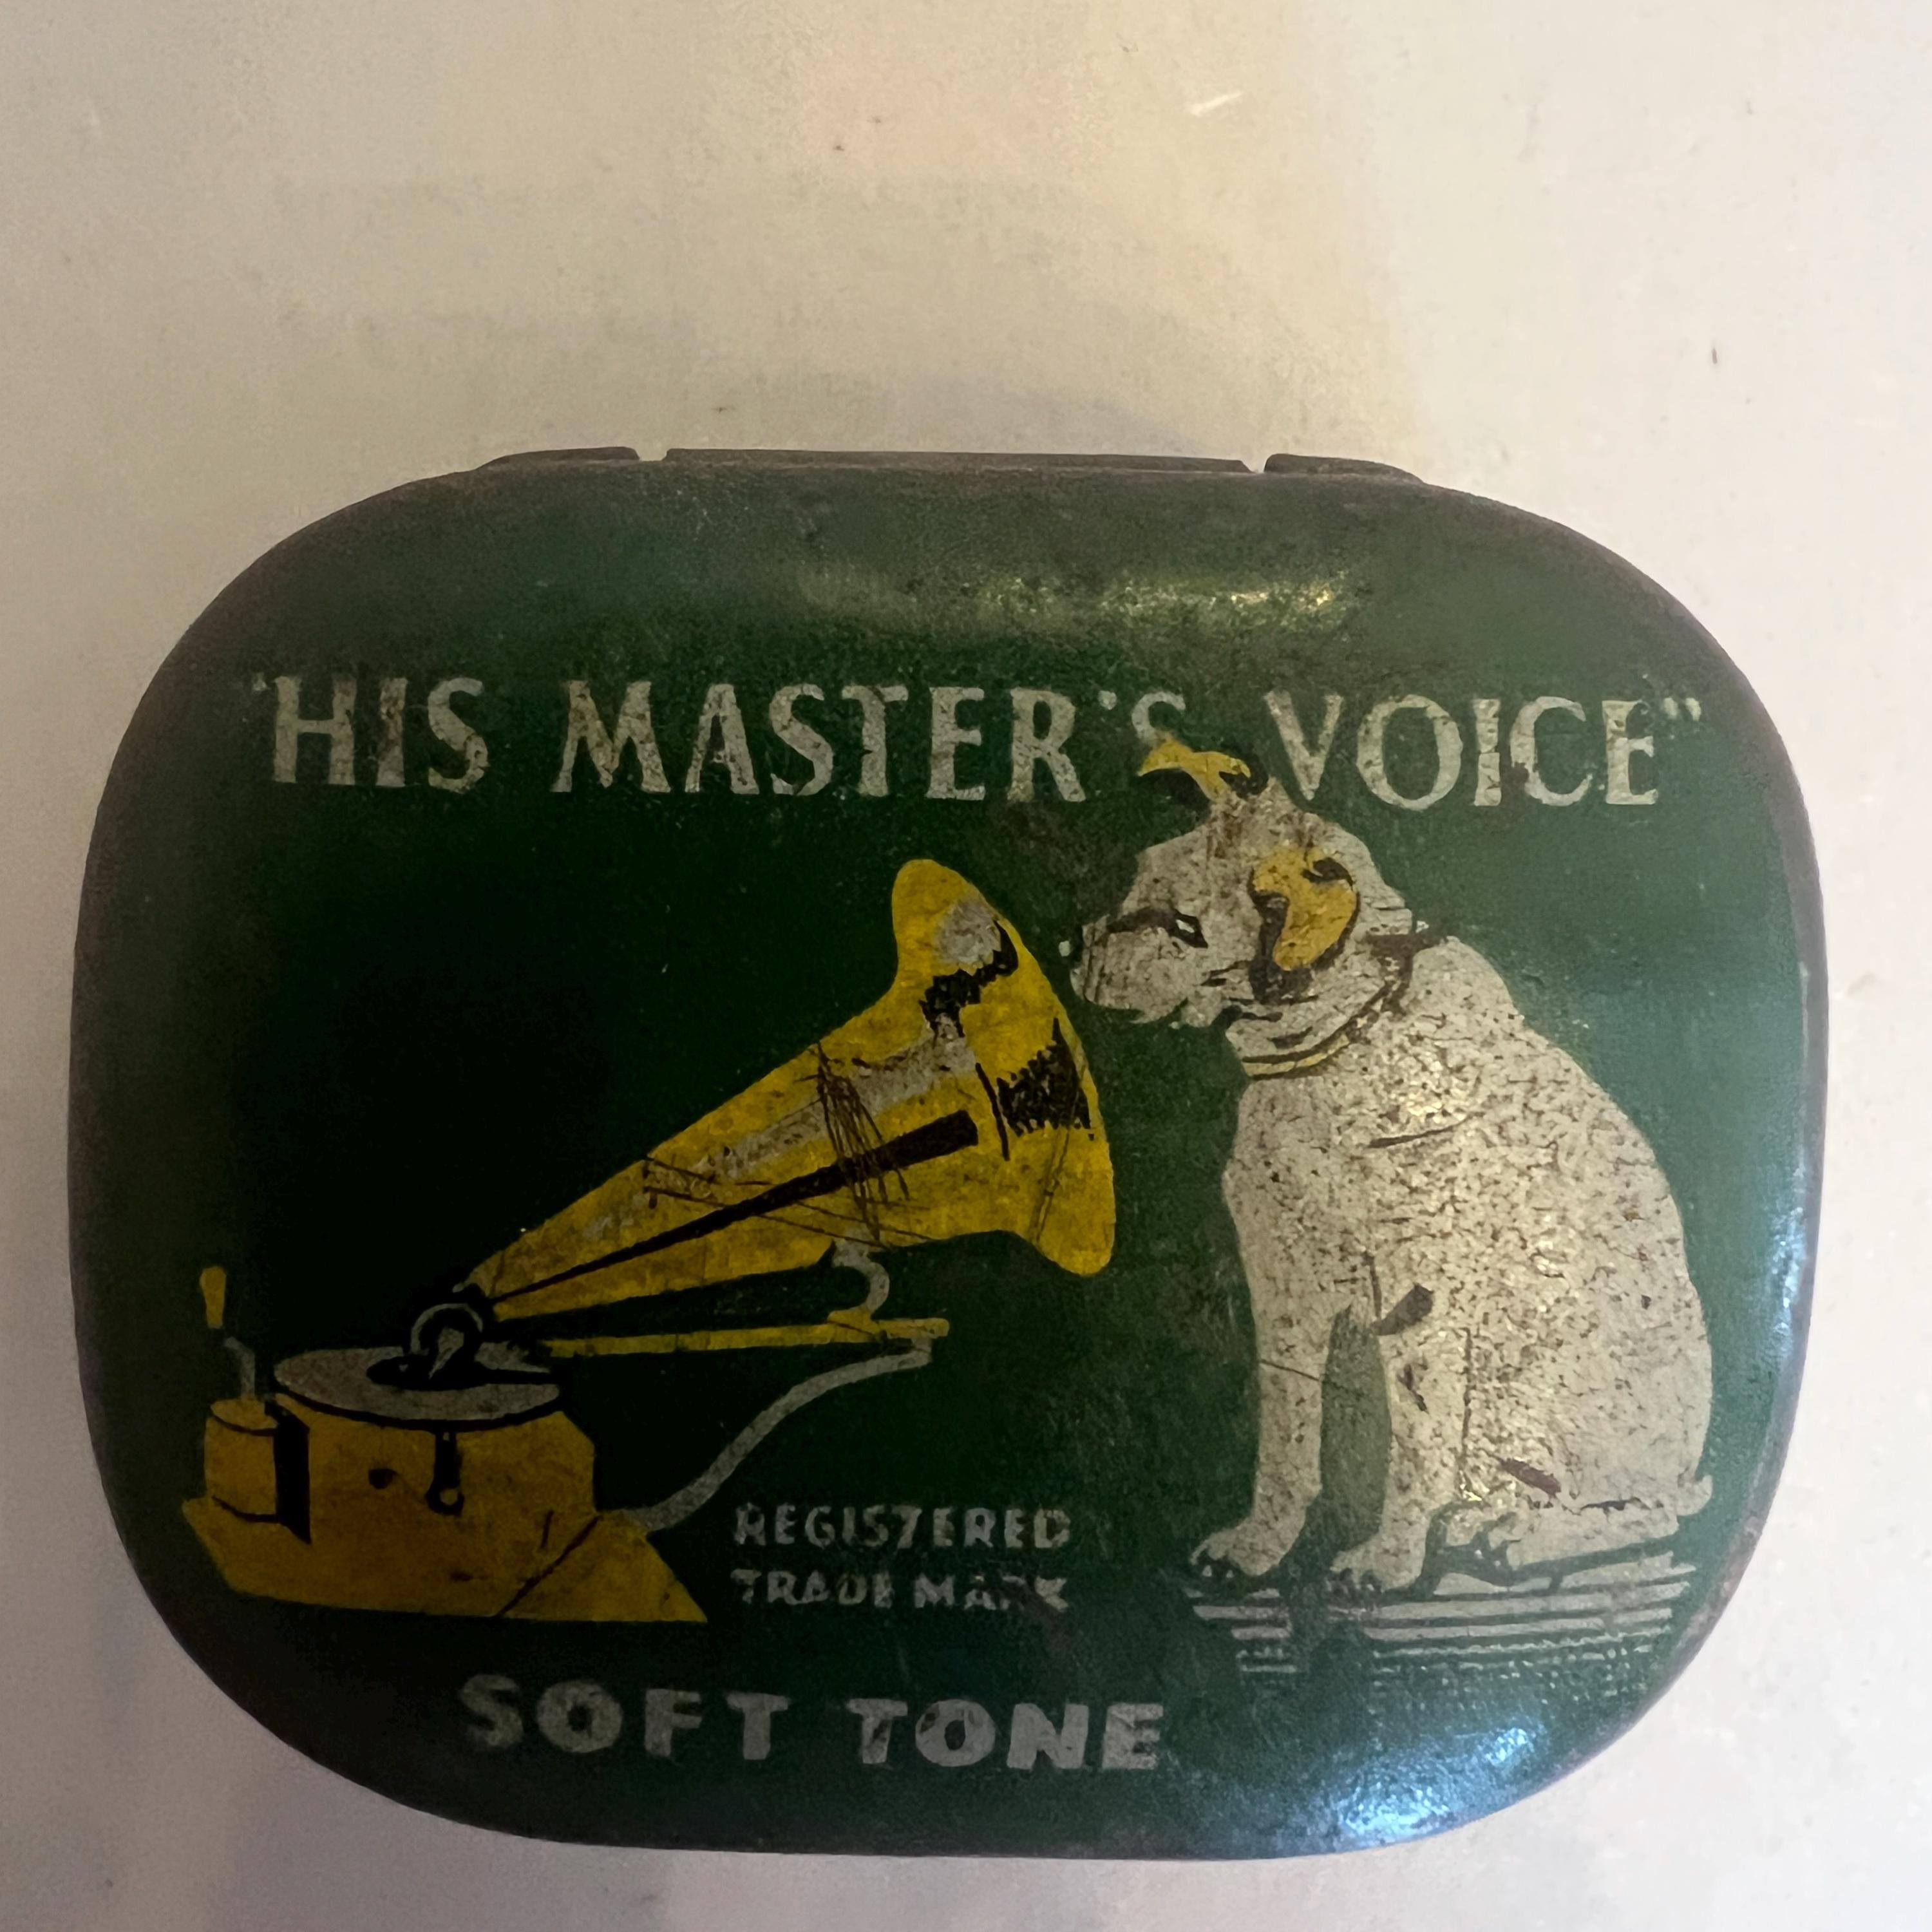 "HIS MASTER'S VOICE"
REGISTERED
TRADE MARK
SOFT TONE